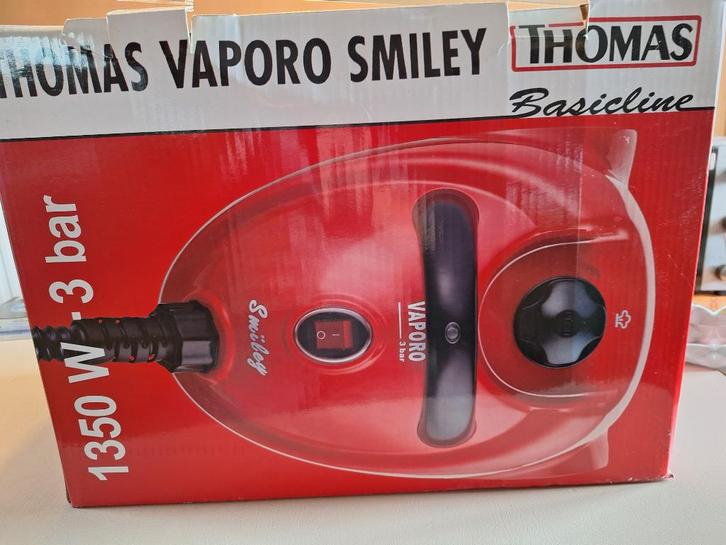 THOMAS VAPORO SMILEY
THOMAS
Basicline
1350 W - 3 bar
Smiley
VAPORO
3 bar